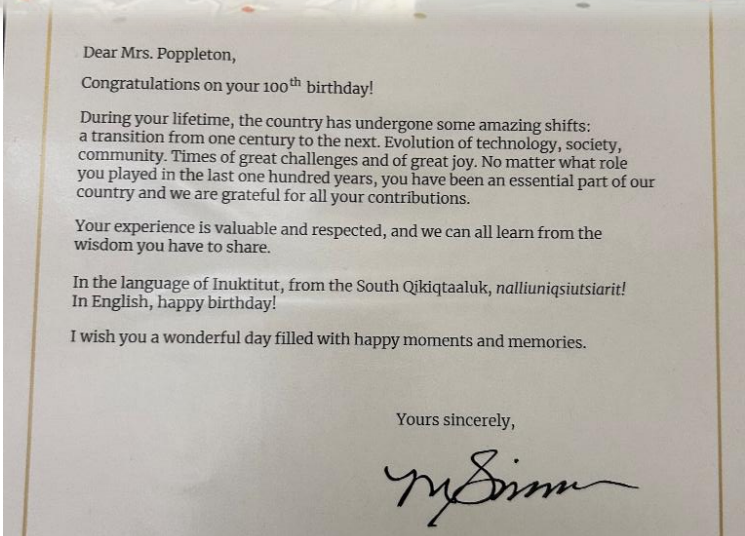 Dear Mrs. Poppleton,
Congratulations on your 100th birthday!
During your lifetime, the country has undergone some amazing shifts:
a transition from one century to the next. Evolution of technology, society,
community. Times of great challenges and of great joy. No matter what role
you played in the last one hundred years, you have been an essential part of our
country and we are grateful for all your contributions.
Your experience is valuable and respected, and we can all learn from the
wisdom you have to share.
In the language of Inuktitut, from the South Qikiqtaaluk, nalliuniqsiutsiarit!
In English, happy birthday!
I wish you a wonderful day filled with happy moments and memories.
Yours sincerely,